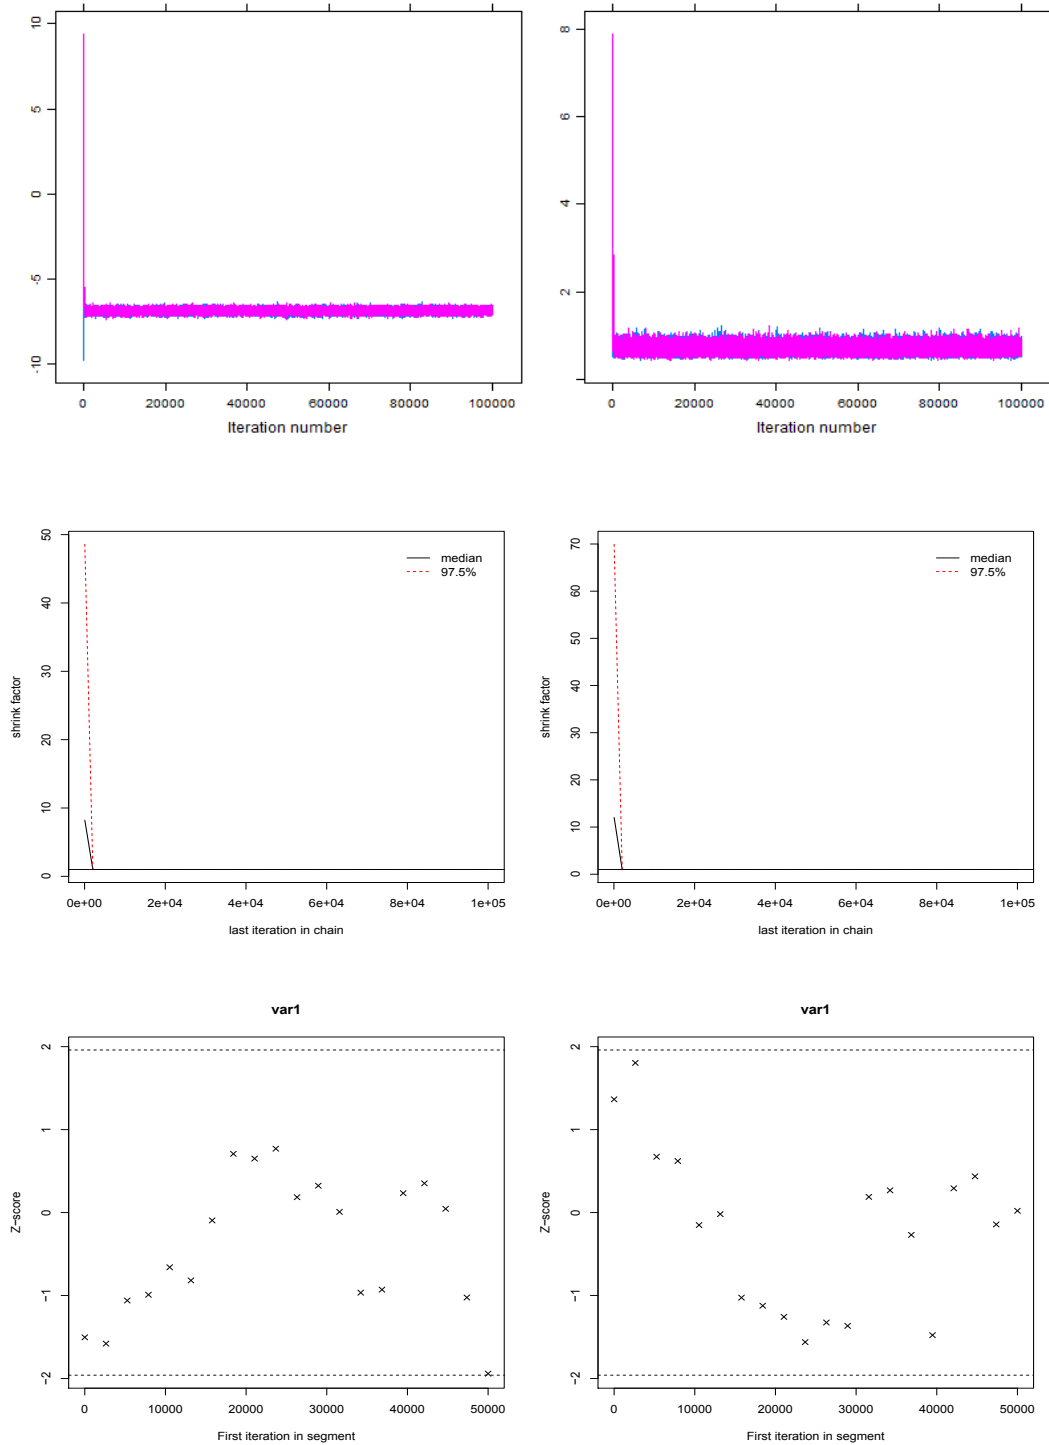 10
5
0
-5
-10
0 20000 40000 60000 80000 100000
Iteration number
8
6
4
2
0 20000 40000 60000 80000 100000
Iteration number
50
40
30
20
10
0
shrink factor
median
97.5%
0e+00 2e+04 4e+04 6e+04 8e+04 1e+05
last iteration in chain
70
60
50
40
30
20
10
0
shrink factor
median
97.5%
0e+00 2e+04 4e+04 6e+04 8e+04 1e+05
last iteration in chain
var1
2
1
0
−1
−2
Z−score
0 10000 20000 30000 40000 50000
First iteration in segment
var1
2
1
0
−1
−2
Z−score
0 10000 20000 30000 40000 50000
First iteration in segment